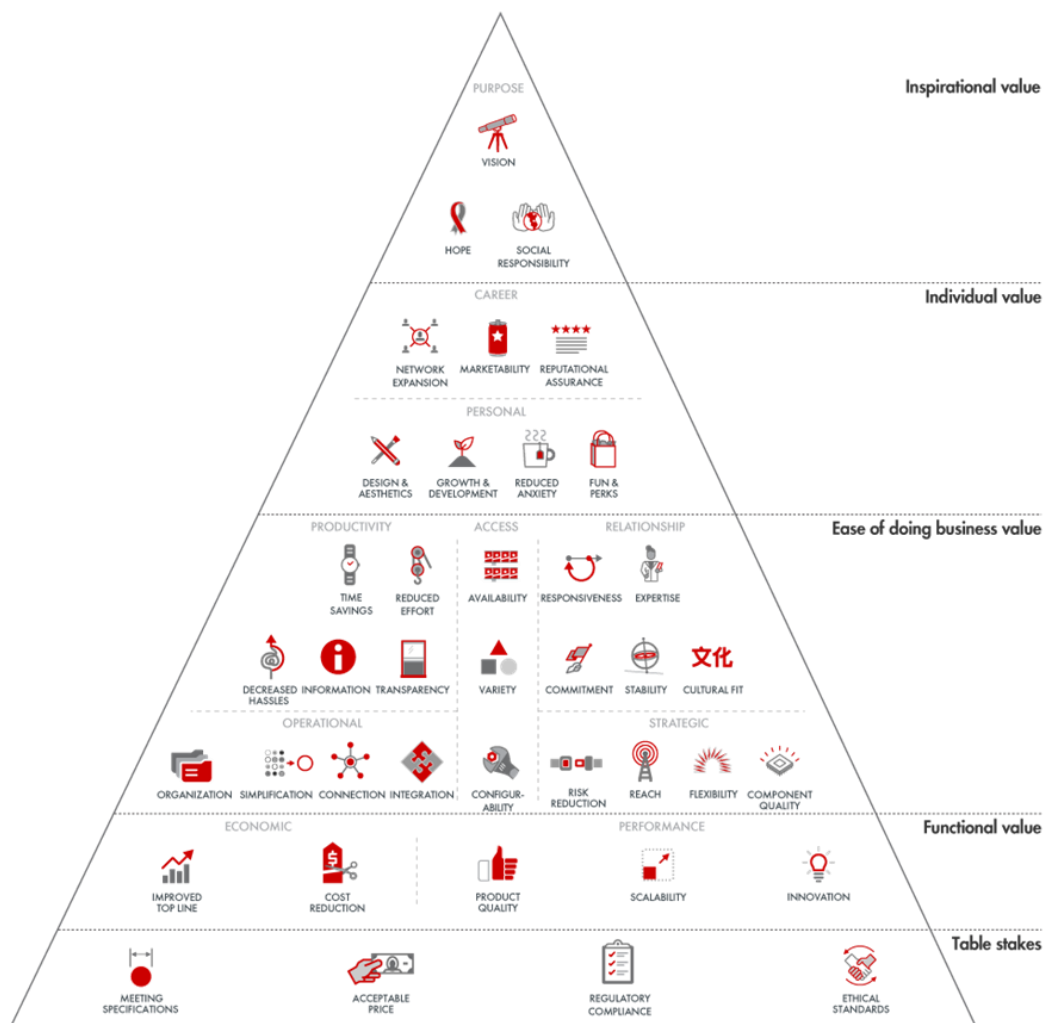 PURPOSE
Inspirational value
VISION
HOPE
SOCIAL
RESPONSIBILITY
Individual value
CAREER
NETWORK
EXPANSION
MARKETABILITY
REPUTATIONAL
ASSURANCE
PERSONAL
DESIGN &
AESTHETICS
GROWTH &
DEVELOPMENT
REDUCED
ANXIETY
FUN &
PERKS
Ease of doing business value
PRODUCTIVITY
ACCESS
RELATIONSHIP
TIME
SAVINGS
REDUCED
EFFORT
AVAILABILITY
RESPONSIVENESS
EXPERTISE
文化
DECREASED
HASSLES
INFORMATION
TRANSPARENCY
VARIETY
COMMITMENT
STABILITY
CULTURAL FIT
OPERATIONAL
STRATEGIC
ORGANIZATION
SIMPLIFICATION
CONNECTION
INTEGRATION
CONFIGUR-
ABILITY
RISK
REDUCTION
REACH
FLEXIBILITY
COMPONENT
QUALITY
Functional value
ECONOMIC
PERFORMANCE
$
IMPROVED
TOP LINE
COST
REDUCTION
PRODUCT
QUALITY
SCALABILITY
INNOVATION
Table stakes
MEETING
SPECIFICATIONS
ACCEPTABLE
PRICE
REGULATORY
COMPLIANCE
ETHICAL
STANDARDS